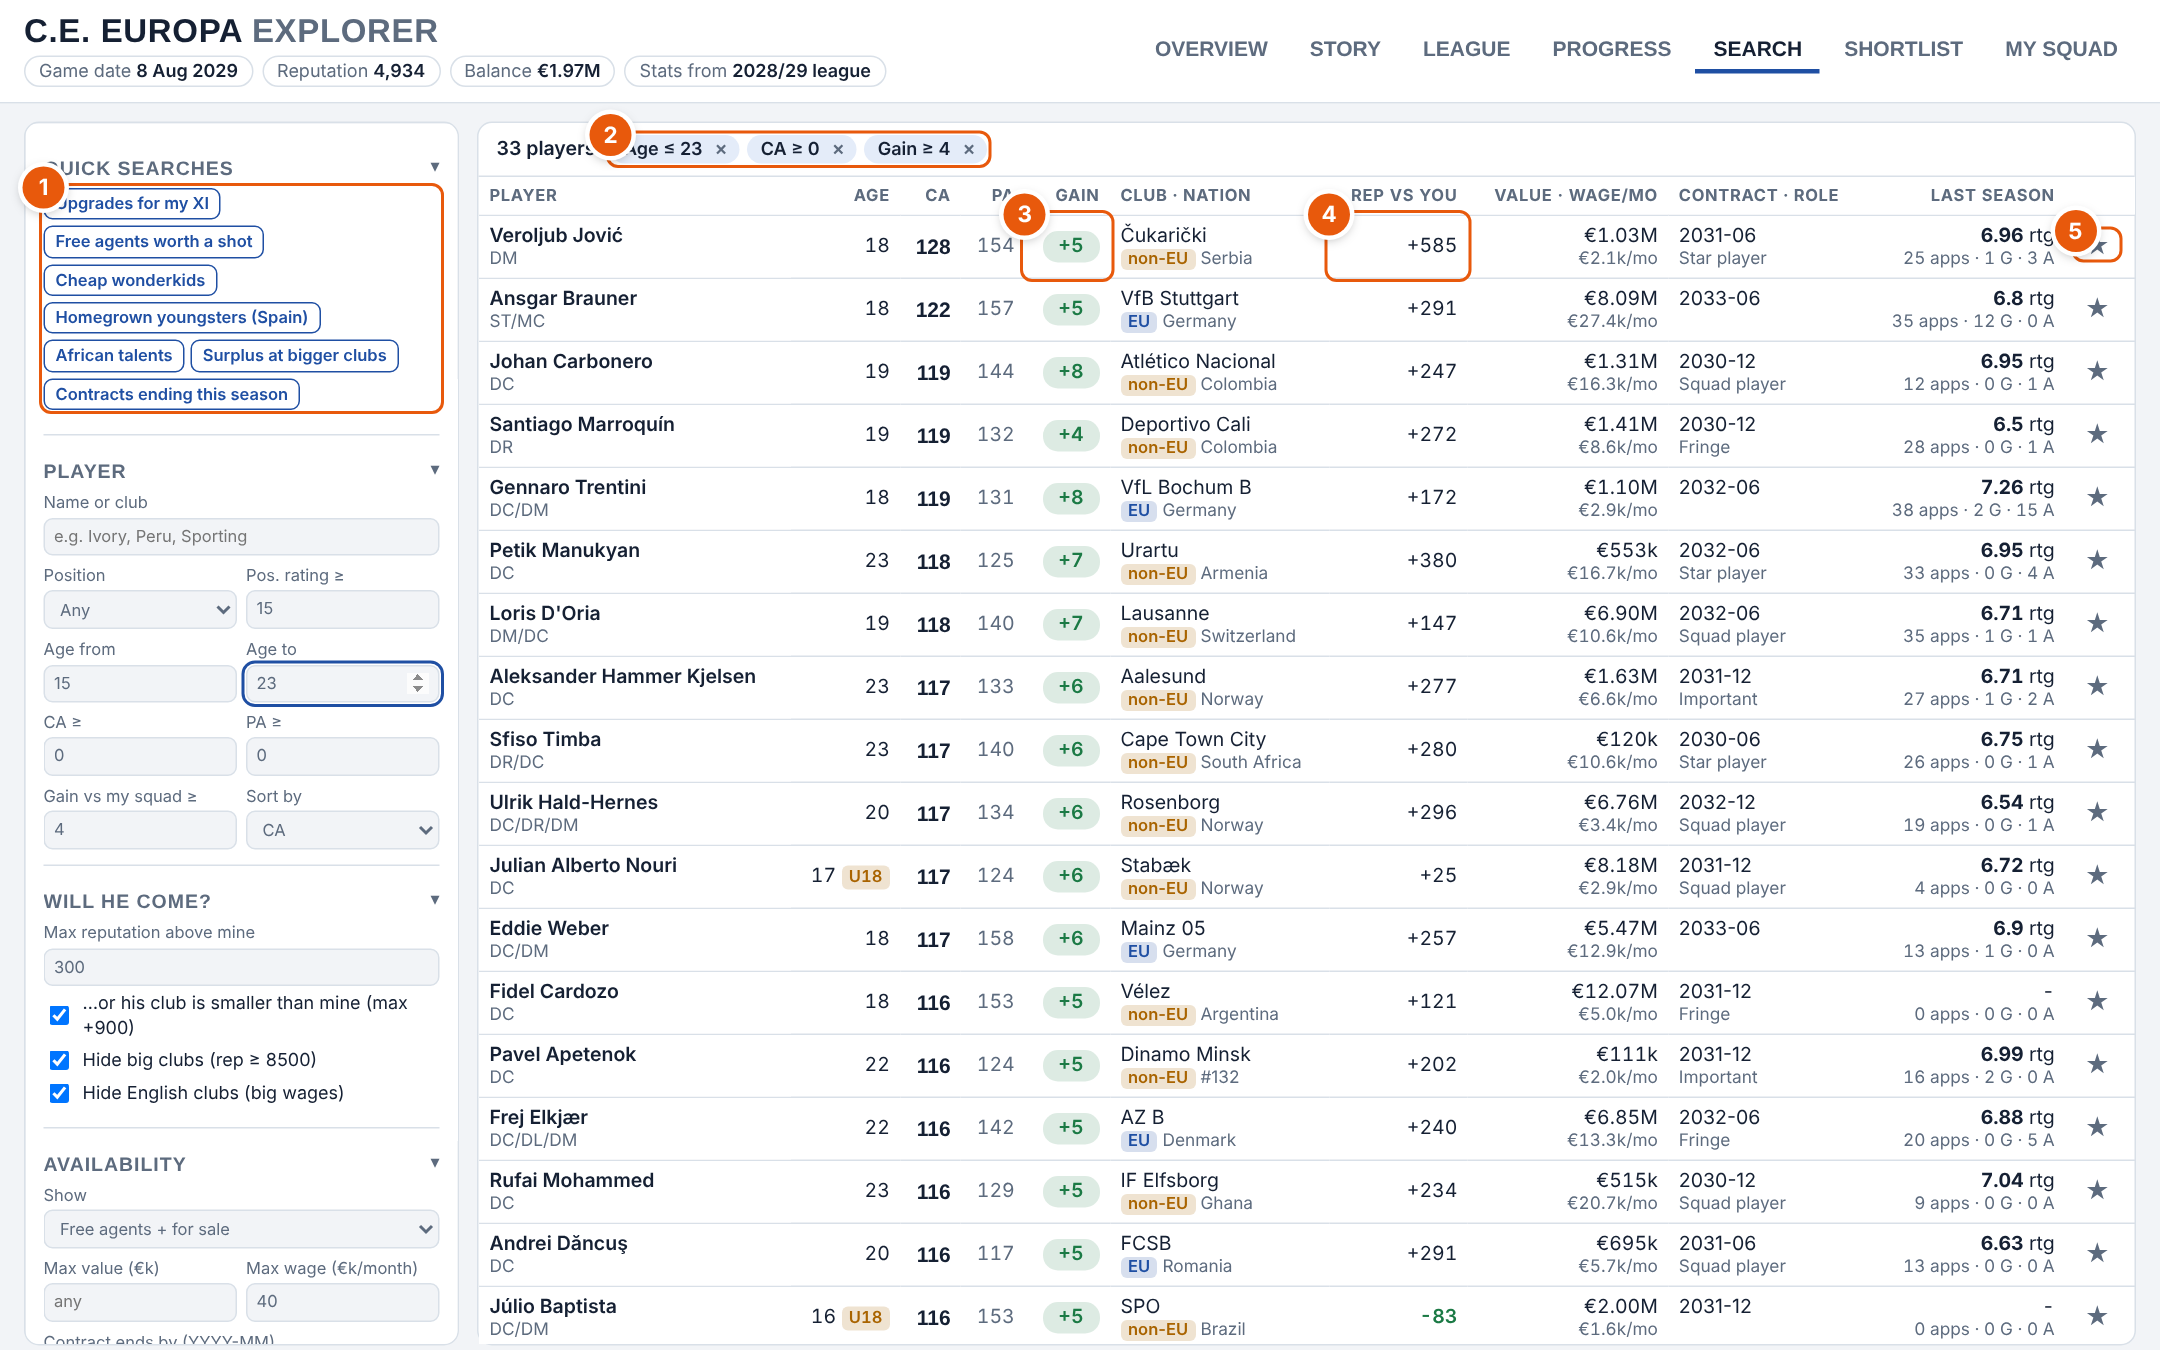 C.E. EUROPA EXPLORER
Game date 8 Aug 2029 Reputation 4,934 Balance €1.97M Stats from 2028/29 league
OVERVIEW STORY LEAGUE PROGRESS SEARCH SHORTLIST MY SQUAD
QUICK SEARCHES ▼
1
Upgrades for my XI
Free agents worth a shot
Cheap wonderkids
Homegrown youngsters (Spain)
African talents Surplus at bigger clubs
Contracts ending this season
PLAYER ▼
Name or club
e.g. Ivory, Peru, Sporting
Position Pos. rating ≥
Any 15
Age from Age to
15 23
CA ≥ PA ≥
0 0
Gain vs my squad ≥ Sort by
4 CA
WILL HE COME? ▼
Max reputation above mine
300
...or his club is smaller than mine (max
+900)
Hide big clubs (rep ≥ 8500)
Hide English clubs (big wages)
AVAILABILITY ▼
Show
Free agents + for sale
Max value (€k) Max wage (€k/month)
any 40
Contract ends by (YYYY-MM)
33 players 2 Age ≤ 23 × CA ≥ 0 × Gain ≥ 4 ×
PLAYER AGE CA PA GAIN CLUB · NATION REP VS YOU VALUE · WAGE/MO CONTRACT · ROLE LAST SEASON
3 4 5
Veroljub Jović 18 128 154 +5 Čukarički +585 €1.03M 2031-06 6.96 rtg ★
DM non-EU Serbia €2.1k/mo Star player 25 apps · 1 G · 3 A
Ansgar Brauner 18 122 157 +5 VfB Stuttgart +291 €8.09M 2033-06 6.8 rtg ★
ST/MC EU Germany €27.4k/mo 35 apps · 12 G · 0 A
Johan Carbonero 19 119 144 +8 Atlético Nacional +247 €1.31M 2030-12 6.95 rtg ★
DC non-EU Colombia €16.3k/mo Squad player 12 apps · 0 G · 1 A
Santiago Marroquín 19 119 132 +4 Deportivo Cali +272 €1.41M 2030-12 6.5 rtg ★
DR non-EU Colombia €8.6k/mo Fringe 28 apps · 0 G · 1 A
Gennaro Trentini 18 119 131 +8 VfL Bochum B +172 €1.10M 2032-06 7.26 rtg ★
DC/DM EU Germany €2.9k/mo 38 apps · 2 G · 15 A
Petik Manukyan 23 118 125 +7 Urartu +380 €553k 2032-06 6.95 rtg ★
DC non-EU Armenia €16.7k/mo Star player 33 apps · 0 G · 4 A
Loris D'Oria 19 118 140 +7 Lausanne +147 €6.90M 2032-06 6.71 rtg ★
DM/DC non-EU Switzerland €10.6k/mo Squad player 35 apps · 1 G · 1 A
Aleksander Hammer Kjelsen 23 117 133 +6 Aalesund +277 €1.63M 2031-12 6.71 rtg ★
DC non-EU Norway €6.6k/mo Important 27 apps · 1 G · 2 A
Sfiso Timba 23 117 140 +6 Cape Town City +280 €120k 2030-06 6.75 rtg ★
DR/DC non-EU South Africa €10.6k/mo Star player 26 apps · 0 G · 1 A
Ulrik Hald-Hernes 20 117 134 +6 Rosenborg +296 €6.76M 2032-12 6.54 rtg ★
DC/DR/DM non-EU Norway €3.4k/mo Squad player 19 apps · 0 G · 1 A
Julian Alberto Nouri 17 U18 117 124 +6 Stabæk +25 €8.18M 2031-12 6.72 rtg ★
DC non-EU Norway €2.9k/mo Squad player 4 apps · 0 G · 0 A
Eddie Weber 18 117 158 +6 Mainz 05 +257 €5.47M 2033-06 6.9 rtg ★
DC/DM EU Germany €12.9k/mo 13 apps · 1 G · 0 A
Fidel Cardozo 18 116 153 +5 Vélez +121 €12.07M 2031-12 - ★
DC non-EU Argentina €5.0k/mo Fringe 0 apps · 0 G · 0 A
Pavel Apetenok 22 116 124 +5 Dinamo Minsk +202 €111k 2031-12 6.99 rtg ★
DC non-EU #132 €2.0k/mo Important 16 apps · 2 G · 0 A
Frej Elkjær 22 116 142 +5 AZ B +240 €6.85M 2032-06 6.88 rtg ★
DC/DL/DM EU Denmark €13.3k/mo Fringe 20 apps · 0 G · 5 A
Rufai Mohammed 23 116 129 +5 IF Elfsborg +234 €515k 2030-12 7.04 rtg ★
DC non-EU Ghana €20.7k/mo Squad player 9 apps · 0 G · 0 A
Andrei Dăncuş 20 116 117 +5 FCSB +291 €695k 2031-06 6.63 rtg ★
DC EU Romania €5.7k/mo Squad player 13 apps · 0 G · 0 A
Júlio Baptista 16 U18 116 153 +5 SPO -83 €2.00M 2031-12 - ★
DC/DM non-EU Brazil €1.6k/mo 0 apps · 0 G · 0 A